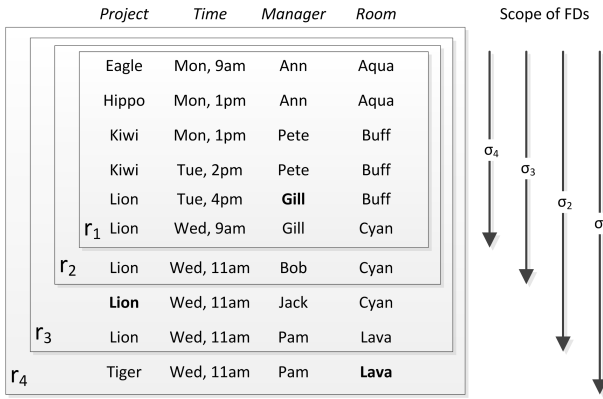 Project Time Manager Room Scope of FDs
Eagle Mon, 9am Ann Aqua
Hippo Mon, 1pm Ann Aqua
Kiwi Mon, 1pm Pete Buff
σ4
Kiwi Tue, 2pm Pete Buff
σ3
Lion Tue, 4pm Gill Buff
σ2
r1 Lion Wed, 9am Gill Cyan
σ
r2 Lion Wed, 11am Bob Cyan
Lion Wed, 11am Jack Cyan
r3 Lion Wed, 11am Pam Lava
r4 Tiger Wed, 11am Pam Lava